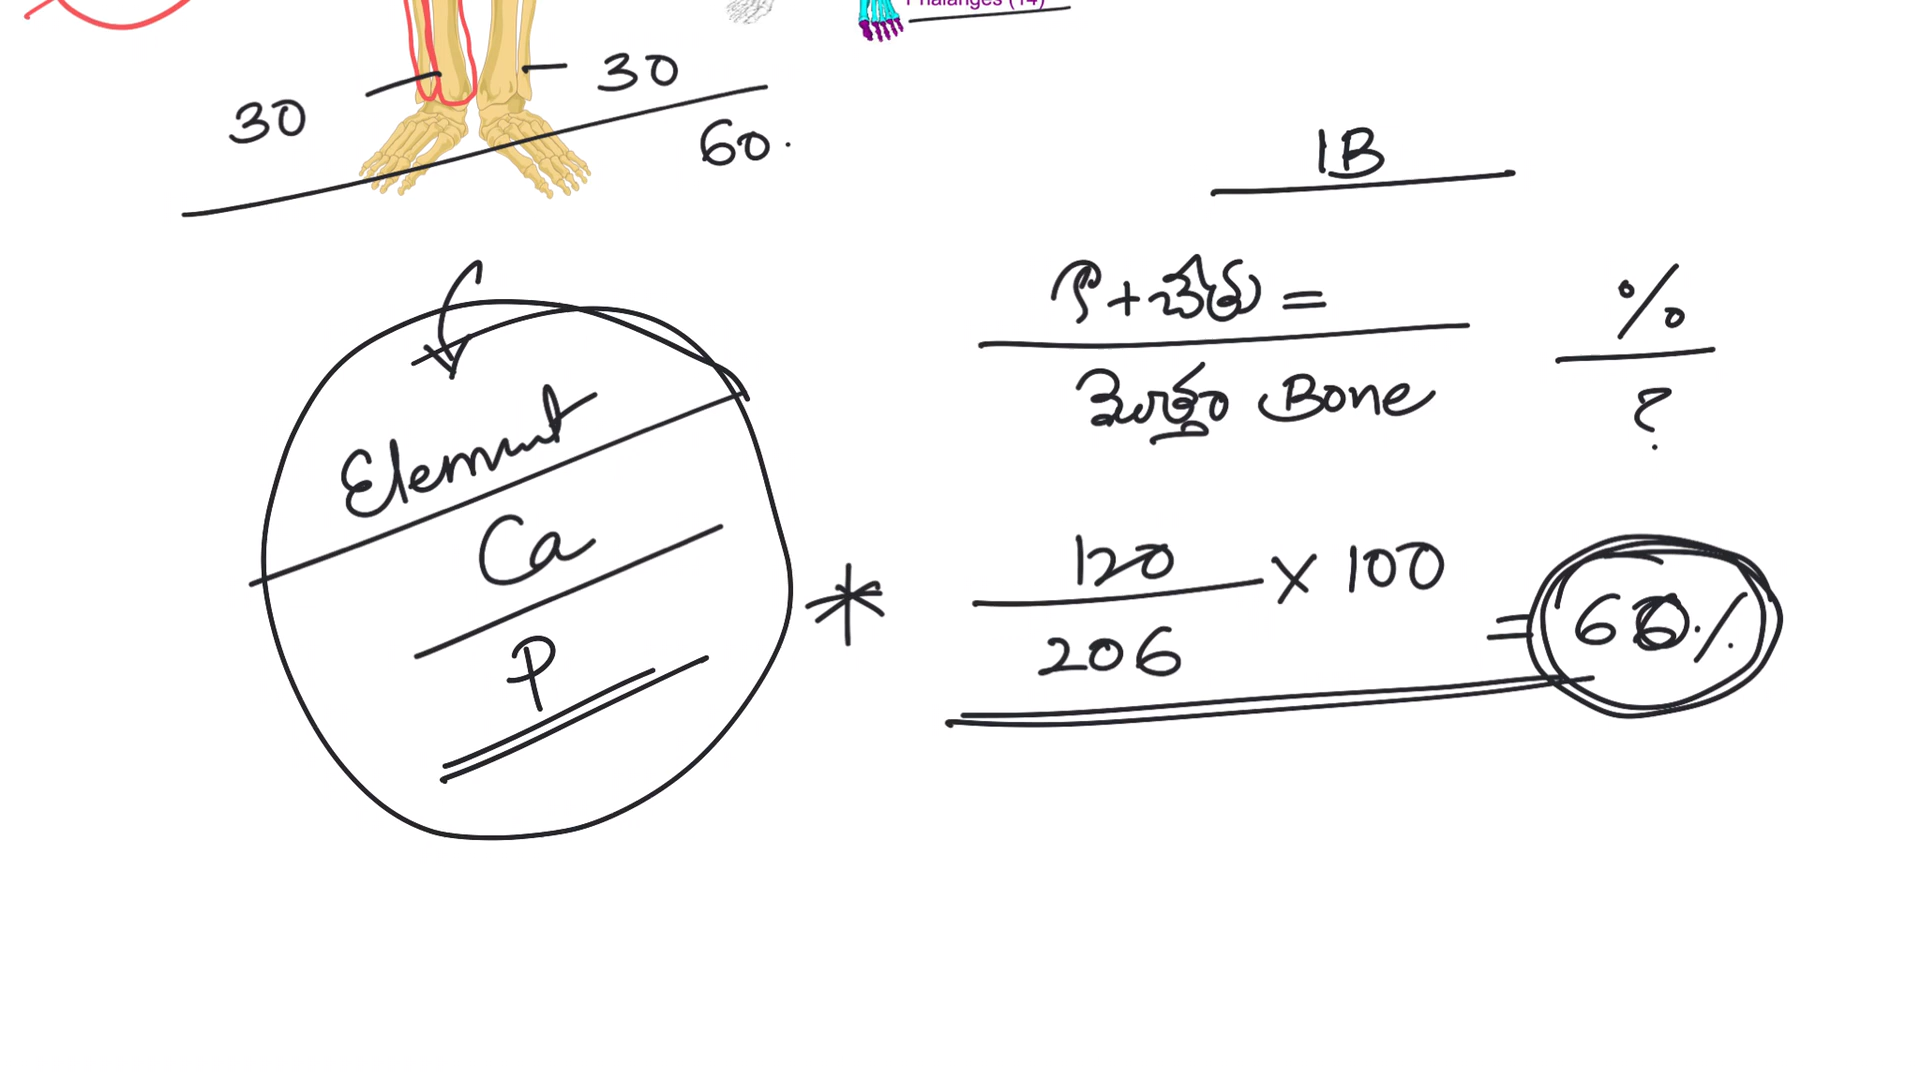 Phalanges (14)
30
30
60.
1B
+చేతు =
%
మొత్తం Bone
?
Element
Ca
P
*
120
× 100
206
= 60%